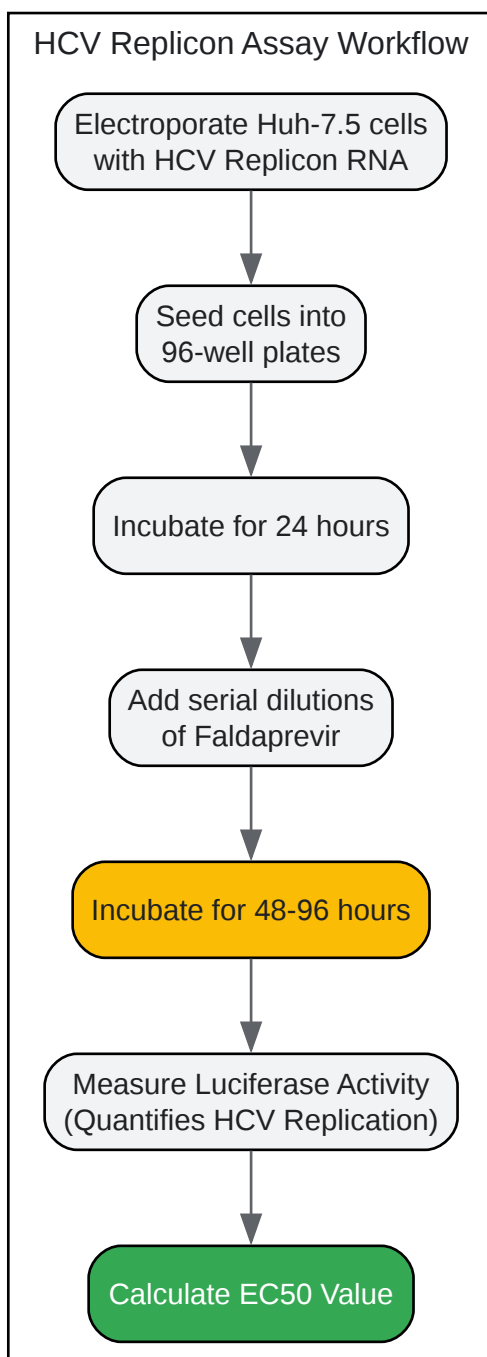 HCV Replicon Assay Workflow
Electroporate Huh-7.5 cells
with HCV Replicon RNA
Seed cells into
96-well plates
Incubate for 24 hours
Add serial dilutions
of Faldaprevir
Incubate for 48-96 hours
Measure Luciferase Activity
(Quantifies HCV Replication)
Calculate EC50 Value